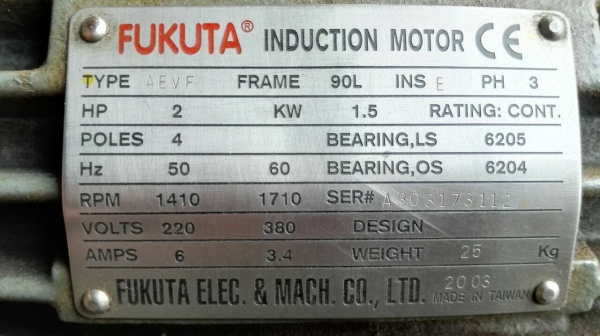 FUKUTA® INDUCTION MOTOR CE
TYPE AEVF FRAME 90L INS E PH 3
HP 2 KW 1.5 RATING: CONT.
POLES 4 BEARING,LS 6205
Hz 50 60 BEARING,OS 6204
RPM 1410 1710 SER# A303173112
VOLTS 220 380 DESIGN
AMPS 6 3.4 WEIGHT 25 Kg
FUKUTA ELEC. & MACH. CO., LTD. 2003 MADE IN TAIWAN